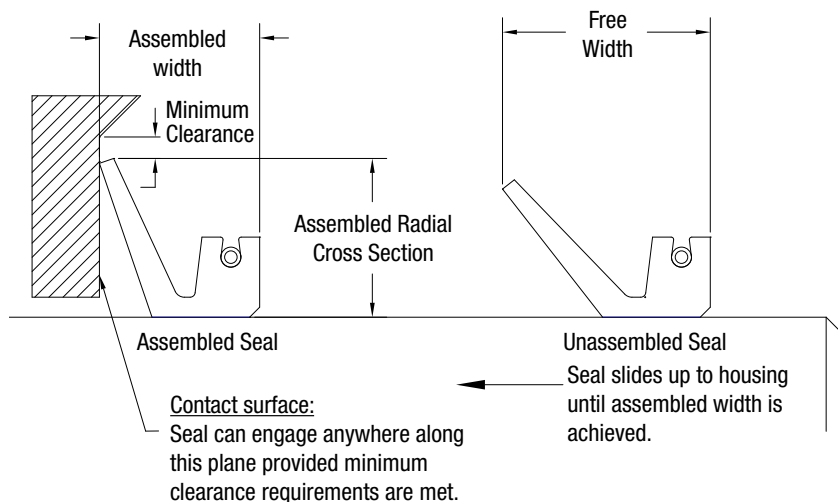 Assembled
width
Free
Width
Minimum
Clearance
Assembled Radial
Cross Section
Assembled Seal
Unassembled Seal
Seal slides up to housing
until assembled width is
achieved.
Contact surface:
Seal can engage anywhere along
this plane provided minimum
clearance requirements are met.